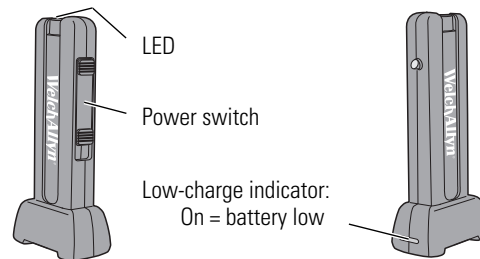 LED
WelchAllyn
Power switch
WelchAllyn
Low-charge indicator:
On = battery low